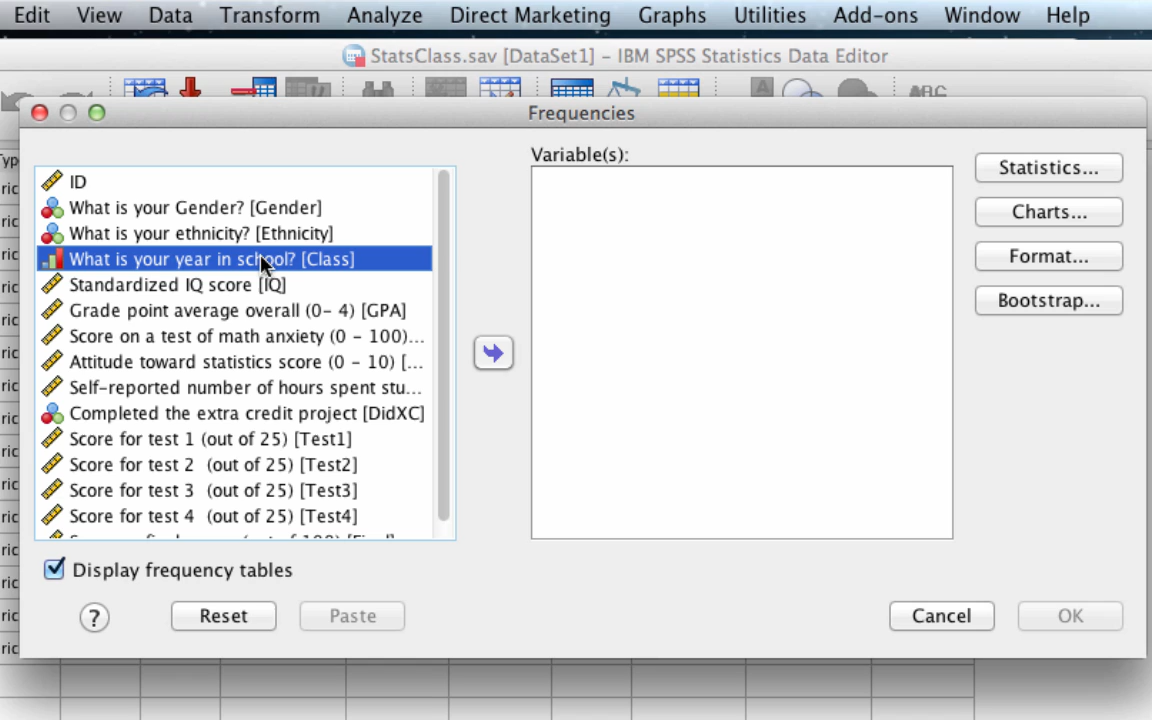 Edit View Data Transform Analyze Direct Marketing Graphs Utilities Add-ons Window Help
StatsClass.sav [DataSet1] – IBM SPSS Statistics Data Editor
Frequencies
Variable(s):
ID
What is your Gender? [Gender]
What is your ethnicity? [Ethnicity]
What is your year in school? [Class]
Standardized IQ score [IQ]
Grade point average overall (0– 4) [GPA]
Score on a test of math anxiety (0 – 100)...
Attitude toward statistics score (0 – 10) [...
Self-reported number of hours spent stu...
Completed the extra credit project [DidXC]
Score for test 1 (out of 25) [Test1]
Score for test 2 (out of 25) [Test2]
Score for test 3 (out of 25) [Test3]
Score for test 4 (out of 25) [Test4]
Statistics...
Charts...
Format...
Bootstrap...
Display frequency tables
? Reset Paste Cancel OK